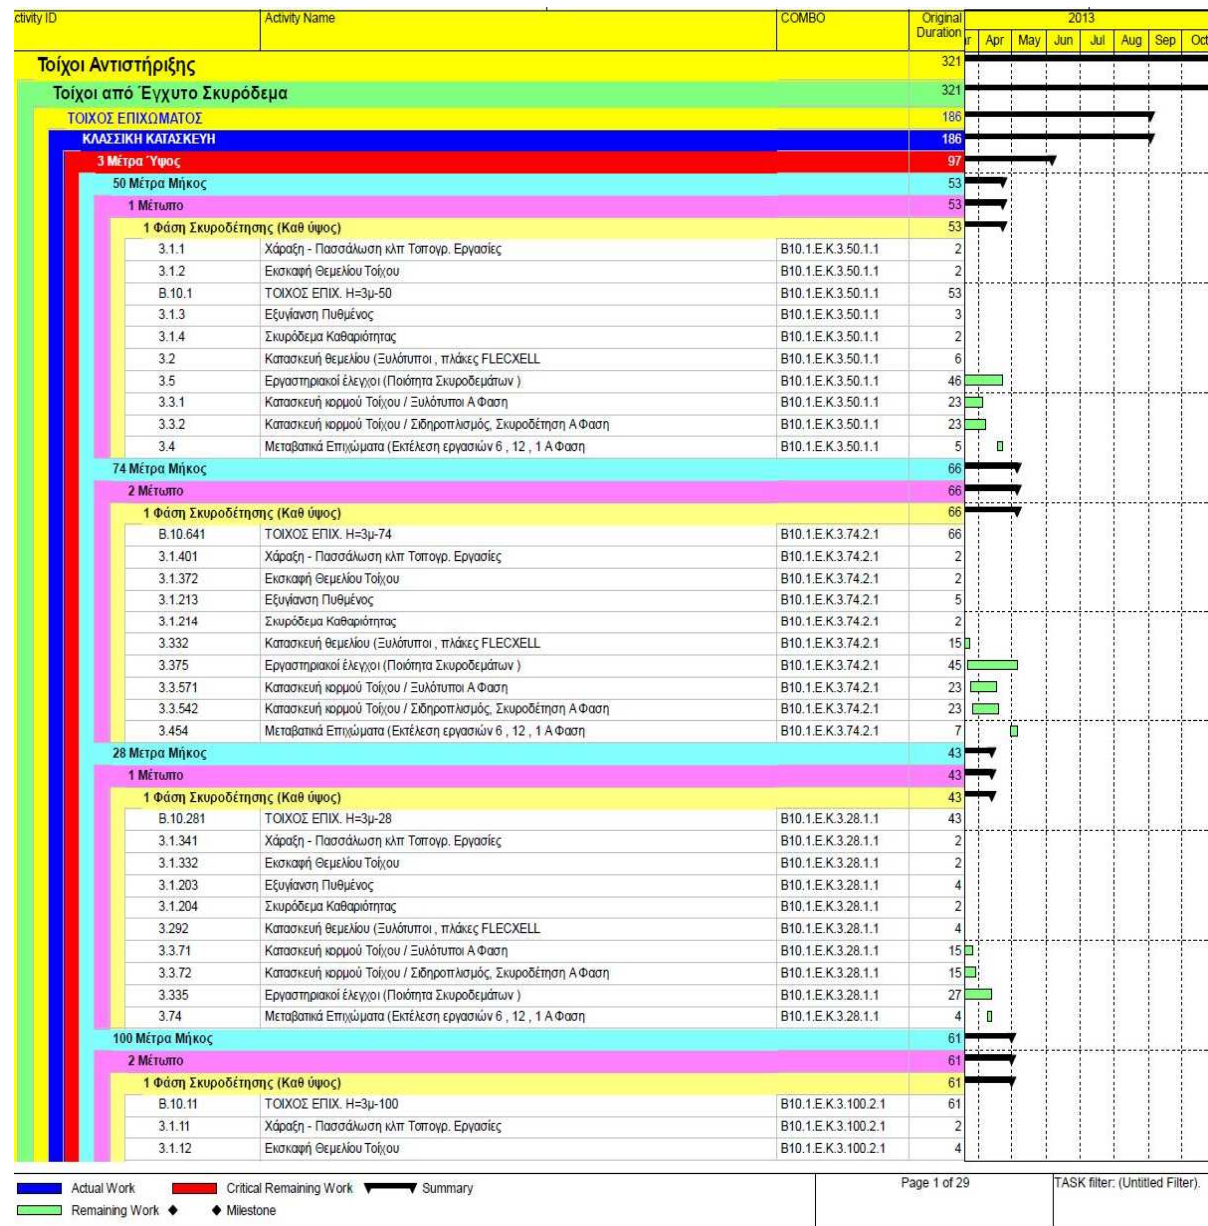 ctivity ID Activity Name COMBO Original Duration 2013
ar Apr May Jun Jul Aug Sep Oct
Τοίχοι Αντιστήριξης 321
Τοίχοι από Έγχυτο Σκυρόδεμα 321
ΤΟΙΧΟΣ ΕΠΙΧΩΜΑΤΟΣ 186
ΚΛΑΣΣΙΚΗ ΚΑΤΑΣΚΕΥΗ 186
3 Μέτρα Ύψος 97
50 Μέτρα Μήκος 53
1 Μέτωπο 53
1 Φάση Σκυροδέτησης (Καθ ύψος) 53
3.1.1 Χάραξη - Πασσάλωση κλπ Τοπογρ. Εργασίες B10.1.E.K.3.50.1.1 2
3.1.2 Εκσκαφή Θεμελίου Τοίχου B10.1.E.K.3.50.1.1 2
B.10.1 ΤΟΙΧΟΣ ΕΠΙΧ. Η=3μ-50 B10.1.E.K.3.50.1.1 53
3.1.3 Εξυγίανση Πυθμένος B10.1.E.K.3.50.1.1 3
3.1.4 Σκυρόδεμα Καθαριότητας B10.1.E.K.3.50.1.1 2
3.2 Κατασκευή θεμελίου (Ξυλότυποι , πλάκες FLECXELL B10.1.E.K.3.50.1.1 6
3.5 Εργαστηριακοί έλεγχοι (Ποιότητα Σκυροδεμάτων ) B10.1.E.K.3.50.1.1 46
3.3.1 Κατασκευή κορμού Τοίχου / Ξυλότυποι Α Φαση B10.1.E.K.3.50.1.1 23
3.3.2 Κατασκευή κορμού Τοίχου / Σιδηροπλισμός, Σκυροδέτηση Α Φαση B10.1.E.K.3.50.1.1 23
3.4 Μεταβατικά Επιχώματα (Εκτέλεση εργασιών 6 , 12 , 1 Α Φαση B10.1.E.K.3.50.1.1 5
74 Μέτρα Μήκος 66
2 Μέτωπο 66
1 Φάση Σκυροδέτησης (Καθ ύψος) 66
B.10.641 ΤΟΙΧΟΣ ΕΠΙΧ. Η=3μ-74 B10.1.E.K.3.74.2.1 66
3.1.401 Χάραξη - Πασσάλωση κλπ Τοπογρ. Εργασίες B10.1.E.K.3.74.2.1 2
3.1.372 Εκσκαφή Θεμελίου Τοίχου B10.1.E.K.3.74.2.1 2
3.1.213 Εξυγίανση Πυθμένος B10.1.E.K.3.74.2.1 5
3.1.214 Σκυρόδεμα Καθαριότητας B10.1.E.K.3.74.2.1 2
3.332 Κατασκευή θεμελίου (Ξυλότυποι , πλάκες FLECXELL B10.1.E.K.3.74.2.1 15
3.375 Εργαστηριακοί έλεγχοι (Ποιότητα Σκυροδεμάτων ) B10.1.E.K.3.74.2.1 45
3.3.571 Κατασκευή κορμού Τοίχου / Ξυλότυποι Α Φαση B10.1.E.K.3.74.2.1 23
3.3.542 Κατασκευή κορμού Τοίχου / Σιδηροπλισμός, Σκυροδέτηση Α Φαση B10.1.E.K.3.74.2.1 23
3.454 Μεταβατικά Επιχώματα (Εκτέλεση εργασιών 6 , 12 , 1 Α Φαση B10.1.E.K.3.74.2.1 7
28 Μετρα Μήκος 43
1 Μέτωπο 43
1 Φάση Σκυροδέτησης (Καθ ύψος) 43
B.10.281 ΤΟΙΧΟΣ ΕΠΙΧ. Η=3μ-28 B10.1.E.K.3.28.1.1 43
3.1.341 Χάραξη - Πασσάλωση κλπ Τοπογρ. Εργασίες B10.1.E.K.3.28.1.1 2
3.1.332 Εκσκαφή Θεμελίου Τοίχου B10.1.E.K.3.28.1.1 2
3.1.203 Εξυγίανση Πυθμένος B10.1.E.K.3.28.1.1 4
3.1.204 Σκυρόδεμα Καθαριότητας B10.1.E.K.3.28.1.1 2
3.292 Κατασκευή θεμελίου (Ξυλότυποι , πλάκες FLECXELL B10.1.E.K.3.28.1.1 4
3.3.71 Κατασκευή κορμού Τοίχου / Ξυλότυποι Α Φαση B10.1.E.K.3.28.1.1 15
3.3.72 Κατασκευή κορμού Τοίχου / Σιδηροπλισμός, Σκυροδέτηση Α Φαση B10.1.E.K.3.28.1.1 15
3.335 Εργαστηριακοί έλεγχοι (Ποιότητα Σκυροδεμάτων ) B10.1.E.K.3.28.1.1 27
3.74 Μεταβατικά Επιχώματα (Εκτέλεση εργασιών 6 , 12 , 1 Α Φαση B10.1.E.K.3.28.1.1 4
100 Μέτρα Μήκος 61
2 Μέτωπο 61
1 Φάση Σκυροδέτησης (Καθ ύψος) 61
B.10.11 ΤΟΙΧΟΣ ΕΠΙΧ. Η=3μ-100 B10.1.E.K.3.100.2.1 61
3.1.11 Χάραξη - Πασσάλωση κλπ Τοπογρ. Εργασίες B10.1.E.K.3.100.2.1 2
3.1.12 Εκσκαφή Θεμελίου Τοίχου B10.1.E.K.3.100.2.1 4
Actual Work Critical Remaining Work Summary Page 1 of 29 TASK filter: (Untitled Filter).
Remaining Work Milestone